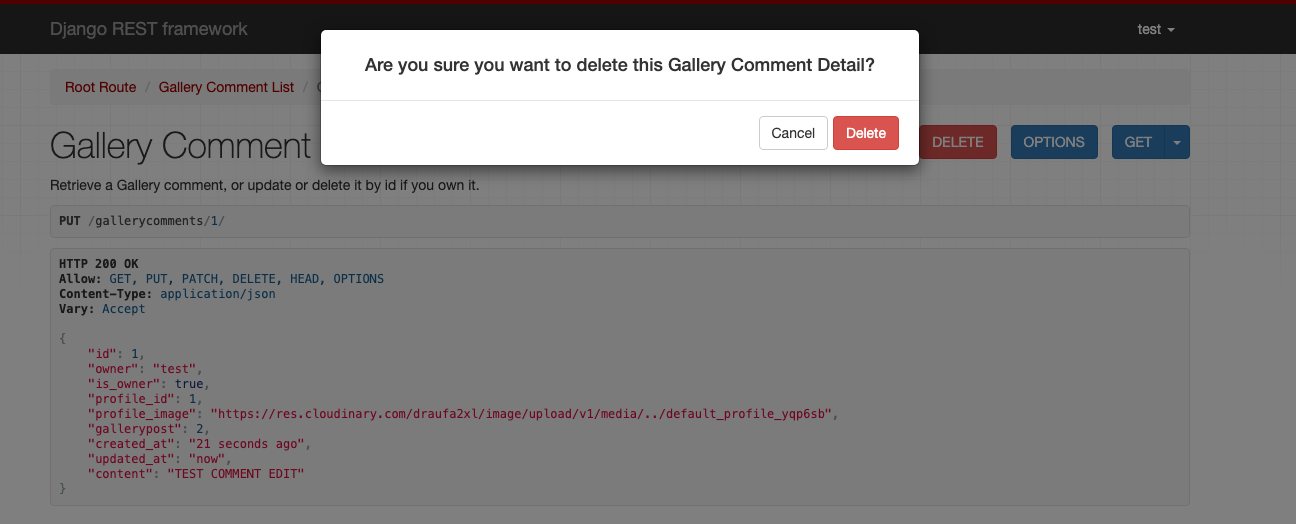 Django REST framework
test
Are you sure you want to delete this Gallery Comment Detail?
Root Route / Gallery Comment List /
Cancel Delete
Gallery Comment
DELETE OPTIONS GET
Retrieve a Gallery comment, or update or delete it by id if you own it.
PUT /gallerycomments/1/
HTTP 200 OK
Allow: GET, PUT, PATCH, DELETE, HEAD, OPTIONS
Content-Type: application/json
Vary: Accept
{
"id": 1,
"owner": "test",
"is_owner": true,
"profile_id": 1,
"profile_image": "https://res.cloudinary.com/draufa2xl/image/upload/v1/media/../default_profile_yqp6sb",
"gallerypost": 2,
"created_at": "21 seconds ago",
"updated_at": "now",
"content": "TEST COMMENT EDIT"
}